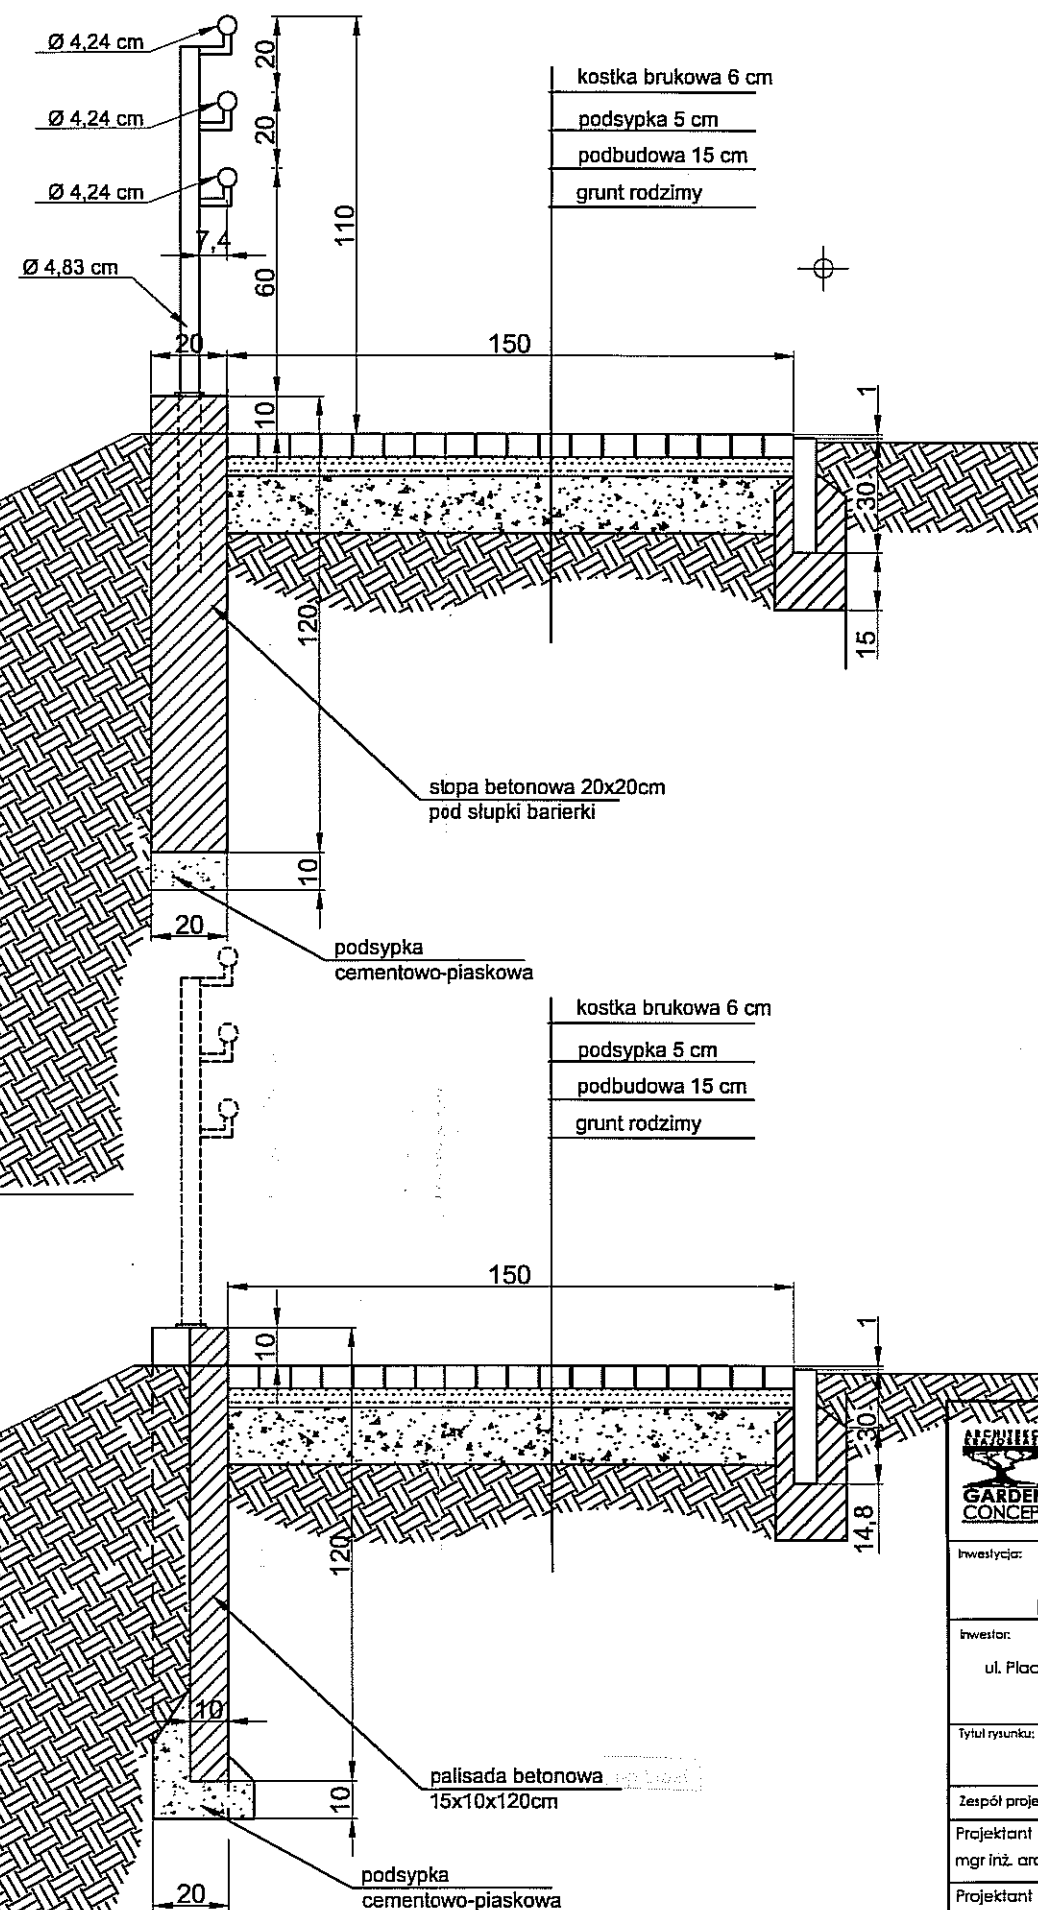 Ø 4,24 cm
Ø 4,24 cm
Ø 4,24 cm
Ø 4,83 cm
20
20
60
10
110
7,4
20
150
kostka brukowa 6 cm
podsypka 5 cm
podbudowa 15 cm
grunt rodzimy
1
30
15
120
stopa betonowa 20x20cm
pod słupki barierki
10
20
podsypka
cementowo-piaskowa
kostka brukowa 6 cm
podsypka 5 cm
podbudowa 15 cm
grunt rodzimy
150
10
1
30
14,8
120
10
palisada betonowa
15x10x120cm
10
podsypka
cementowo-piaskowa
20
GARDEN
CONCEP
Inwestycja:
Inwestor:
ul. Plac
Tytuł rysunku:
Zespół proje
Projektant
mgr inż. arc
Projektant